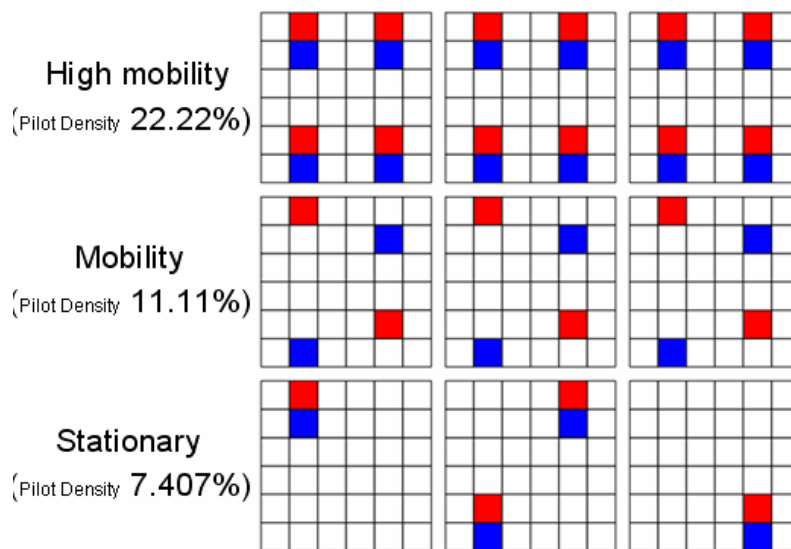 High mobility
(Pilot Density 22.22%)
Mobility
(Pilot Density 11.11%)
Stationary
(Pilot Density 7.407%)